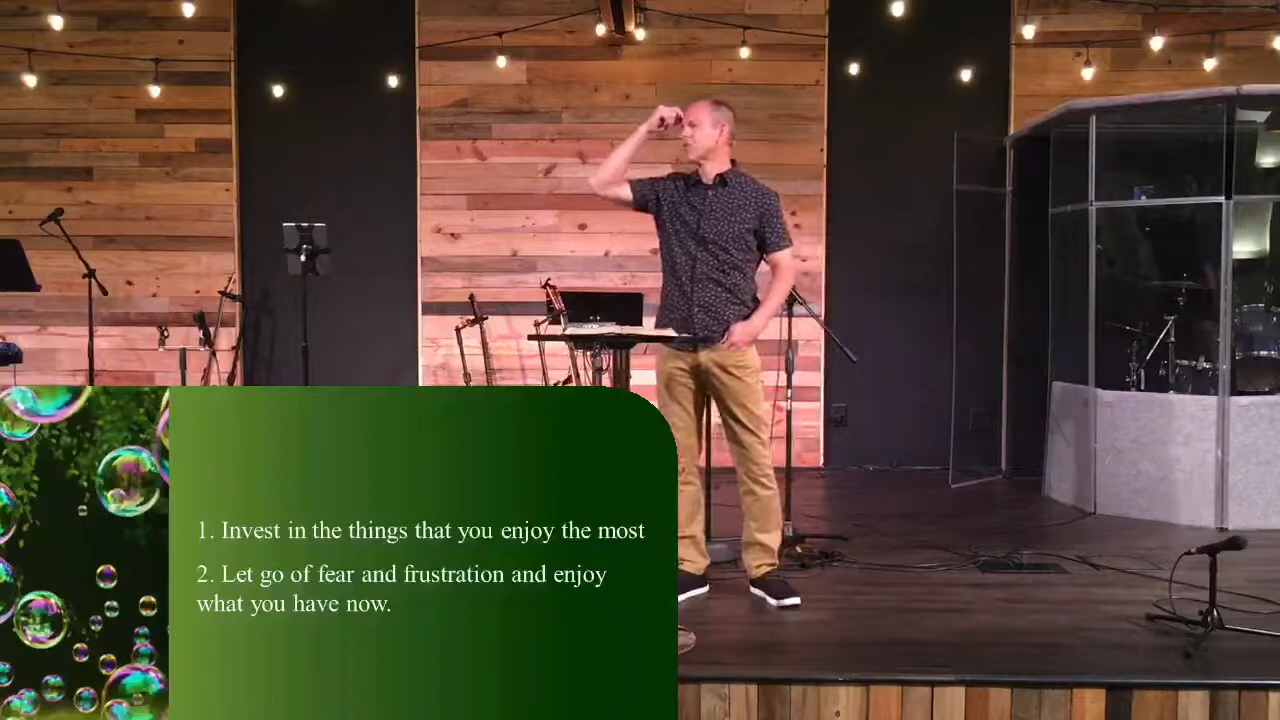 1. Invest in the things that you enjoy the most
2. Let go of fear and frustration and enjoy
what you have now.